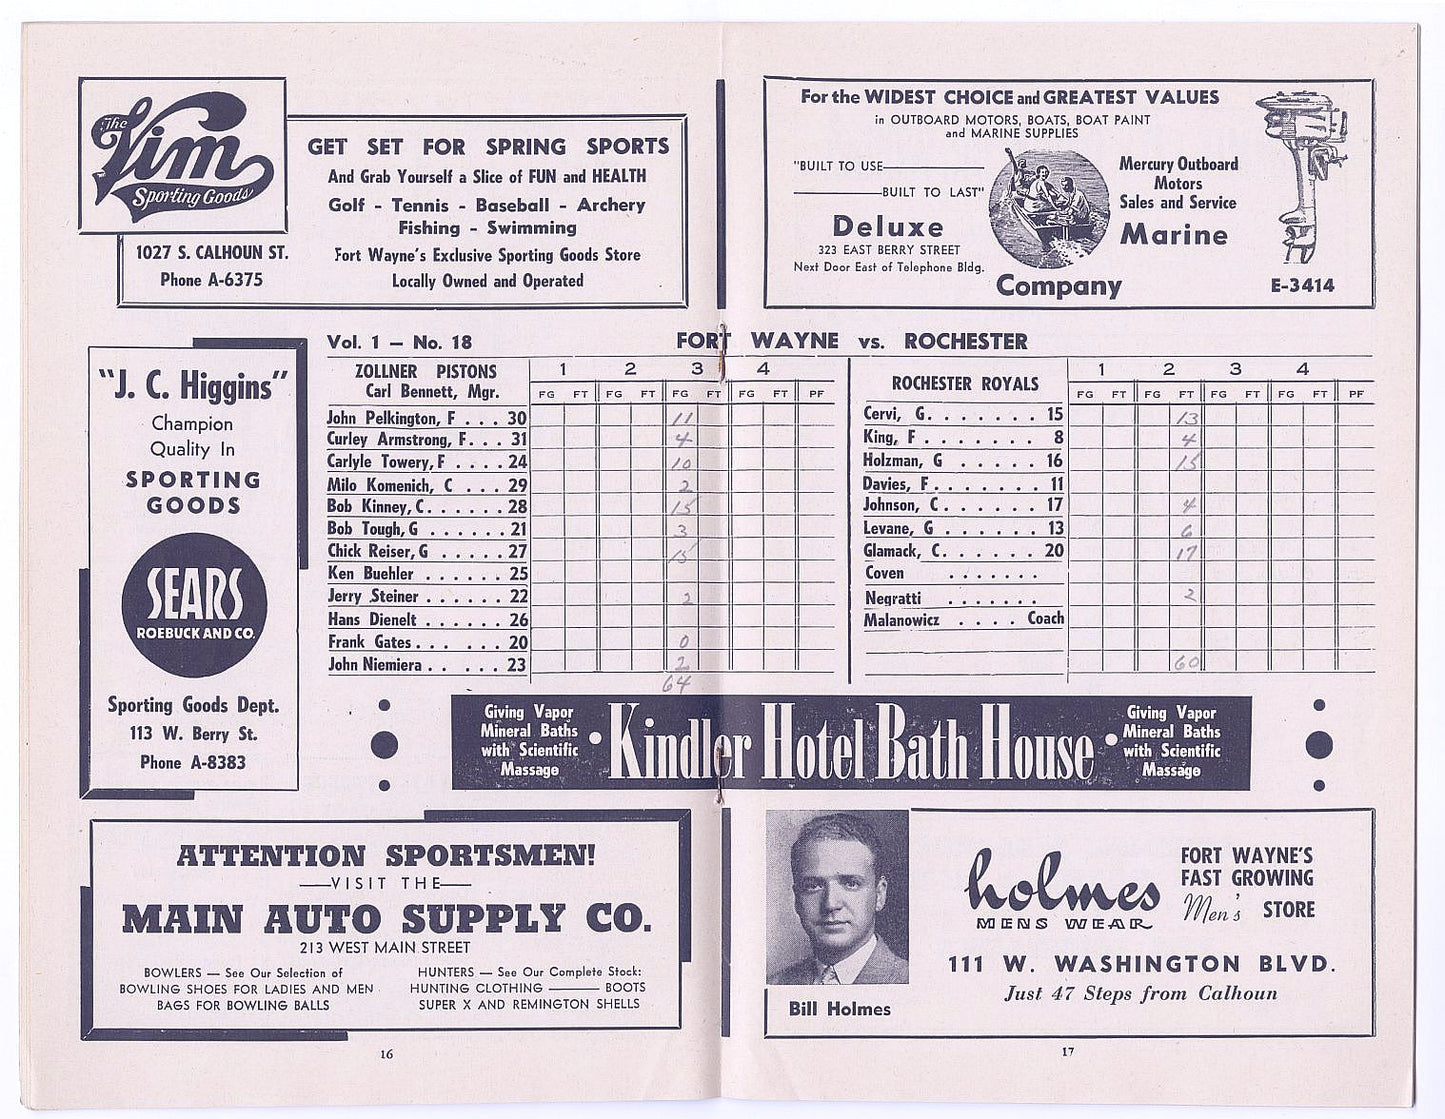 The
Vim
Sporting Goods
1027 S. CALHOUN ST.
Phone A-6375
GET SET FOR SPRING SPORTS
And Grab Yourself a Slice of FUN and HEALTH
Golf - Tennis - Baseball - Archery
Fishing - Swimming
Fort Wayne's Exclusive Sporting Goods Store
Locally Owned and Operated
For the WIDEST CHOICE and GREATEST VALUES
in OUTBOARD MOTORS, BOATS, BOAT PAINT
and MARINE SUPPLIES
"BUILT TO USE
BUILT TO LAST"
Deluxe
323 EAST BERRY STREET
Next Door East of Telephone Bldg.
Mercury Outboard
Motors
Sales and Service
Marine
Company
E-3414
"J. C. Higgins"
Champion
Quality In
SPORTING
GOODS
SEARS
ROEBUCK AND CO.
Sporting Goods Dept.
113 W. Berry St.
Phone A-8383
Vol. 1 — No. 18 FORT WAYNE vs. ROCHESTER
ZOLLNER PISTONS 1 2 3 4
Carl Bennett, Mgr. FG FT FG FT FG FT FG FT PF
John Pelkington, F . . 30 11
Curley Armstrong, F. . . 31 4
Carlyle Towery, F . . . . 24 10
Milo Komenich, C . . . 29 2
Bob Kinney, C. . . . . . 28 15
Bob Tough, G . . . . . . 21 3
Chick Reiser, G . . . . . 27 15
Ken Buehler . . . . . . 25
Jerry Steiner . . . . . . 22 2
Hans Dienelt . . . . . . 26
Frank Gates . . . . . . 20 0
John Niemiera . . . . . 23 2
64
ROCHESTER ROYALS 1 2 3 4
FG FT FG FT FG FT FG FT PF
Cervi, G. . . . . . . . 15 13
King, F . . . . . . . 8 4
Holzman, G . . . . . 16 15
Davies, F . . . . . . . 11
Johnson, C. . . . . . . 17 4
Levane, G . . . . . . 13 6
Glamack, C. . . . . . . 20 17
Coven . . . . . . .
Negratti . . . . . . . 2
Malanowicz . . . . Coach
60
Giving Vapor
Mineral Baths
with Scientific
Massage
• Kindler Hotel Bath House •
Giving Vapor
Mineral Baths
with Scientific
Massage
ATTENTION SPORTSMEN!
—VISIT THE—
MAIN AUTO SUPPLY CO.
213 WEST MAIN STREET
BOWLERS — See Our Selection of
BOWLING SHOES FOR LADIES AND MEN
BAGS FOR BOWLING BALLS
HUNTERS — See Our Complete Stock:
HUNTING CLOTHING ——— BOOTS
SUPER X AND REMINGTON SHELLS
Bill Holmes
holmes
MENS WEAR
FORT WAYNE'S
FAST GROWING
Men's STORE
111 W. WASHINGTON BLVD.
Just 47 Steps from Calhoun
16
17